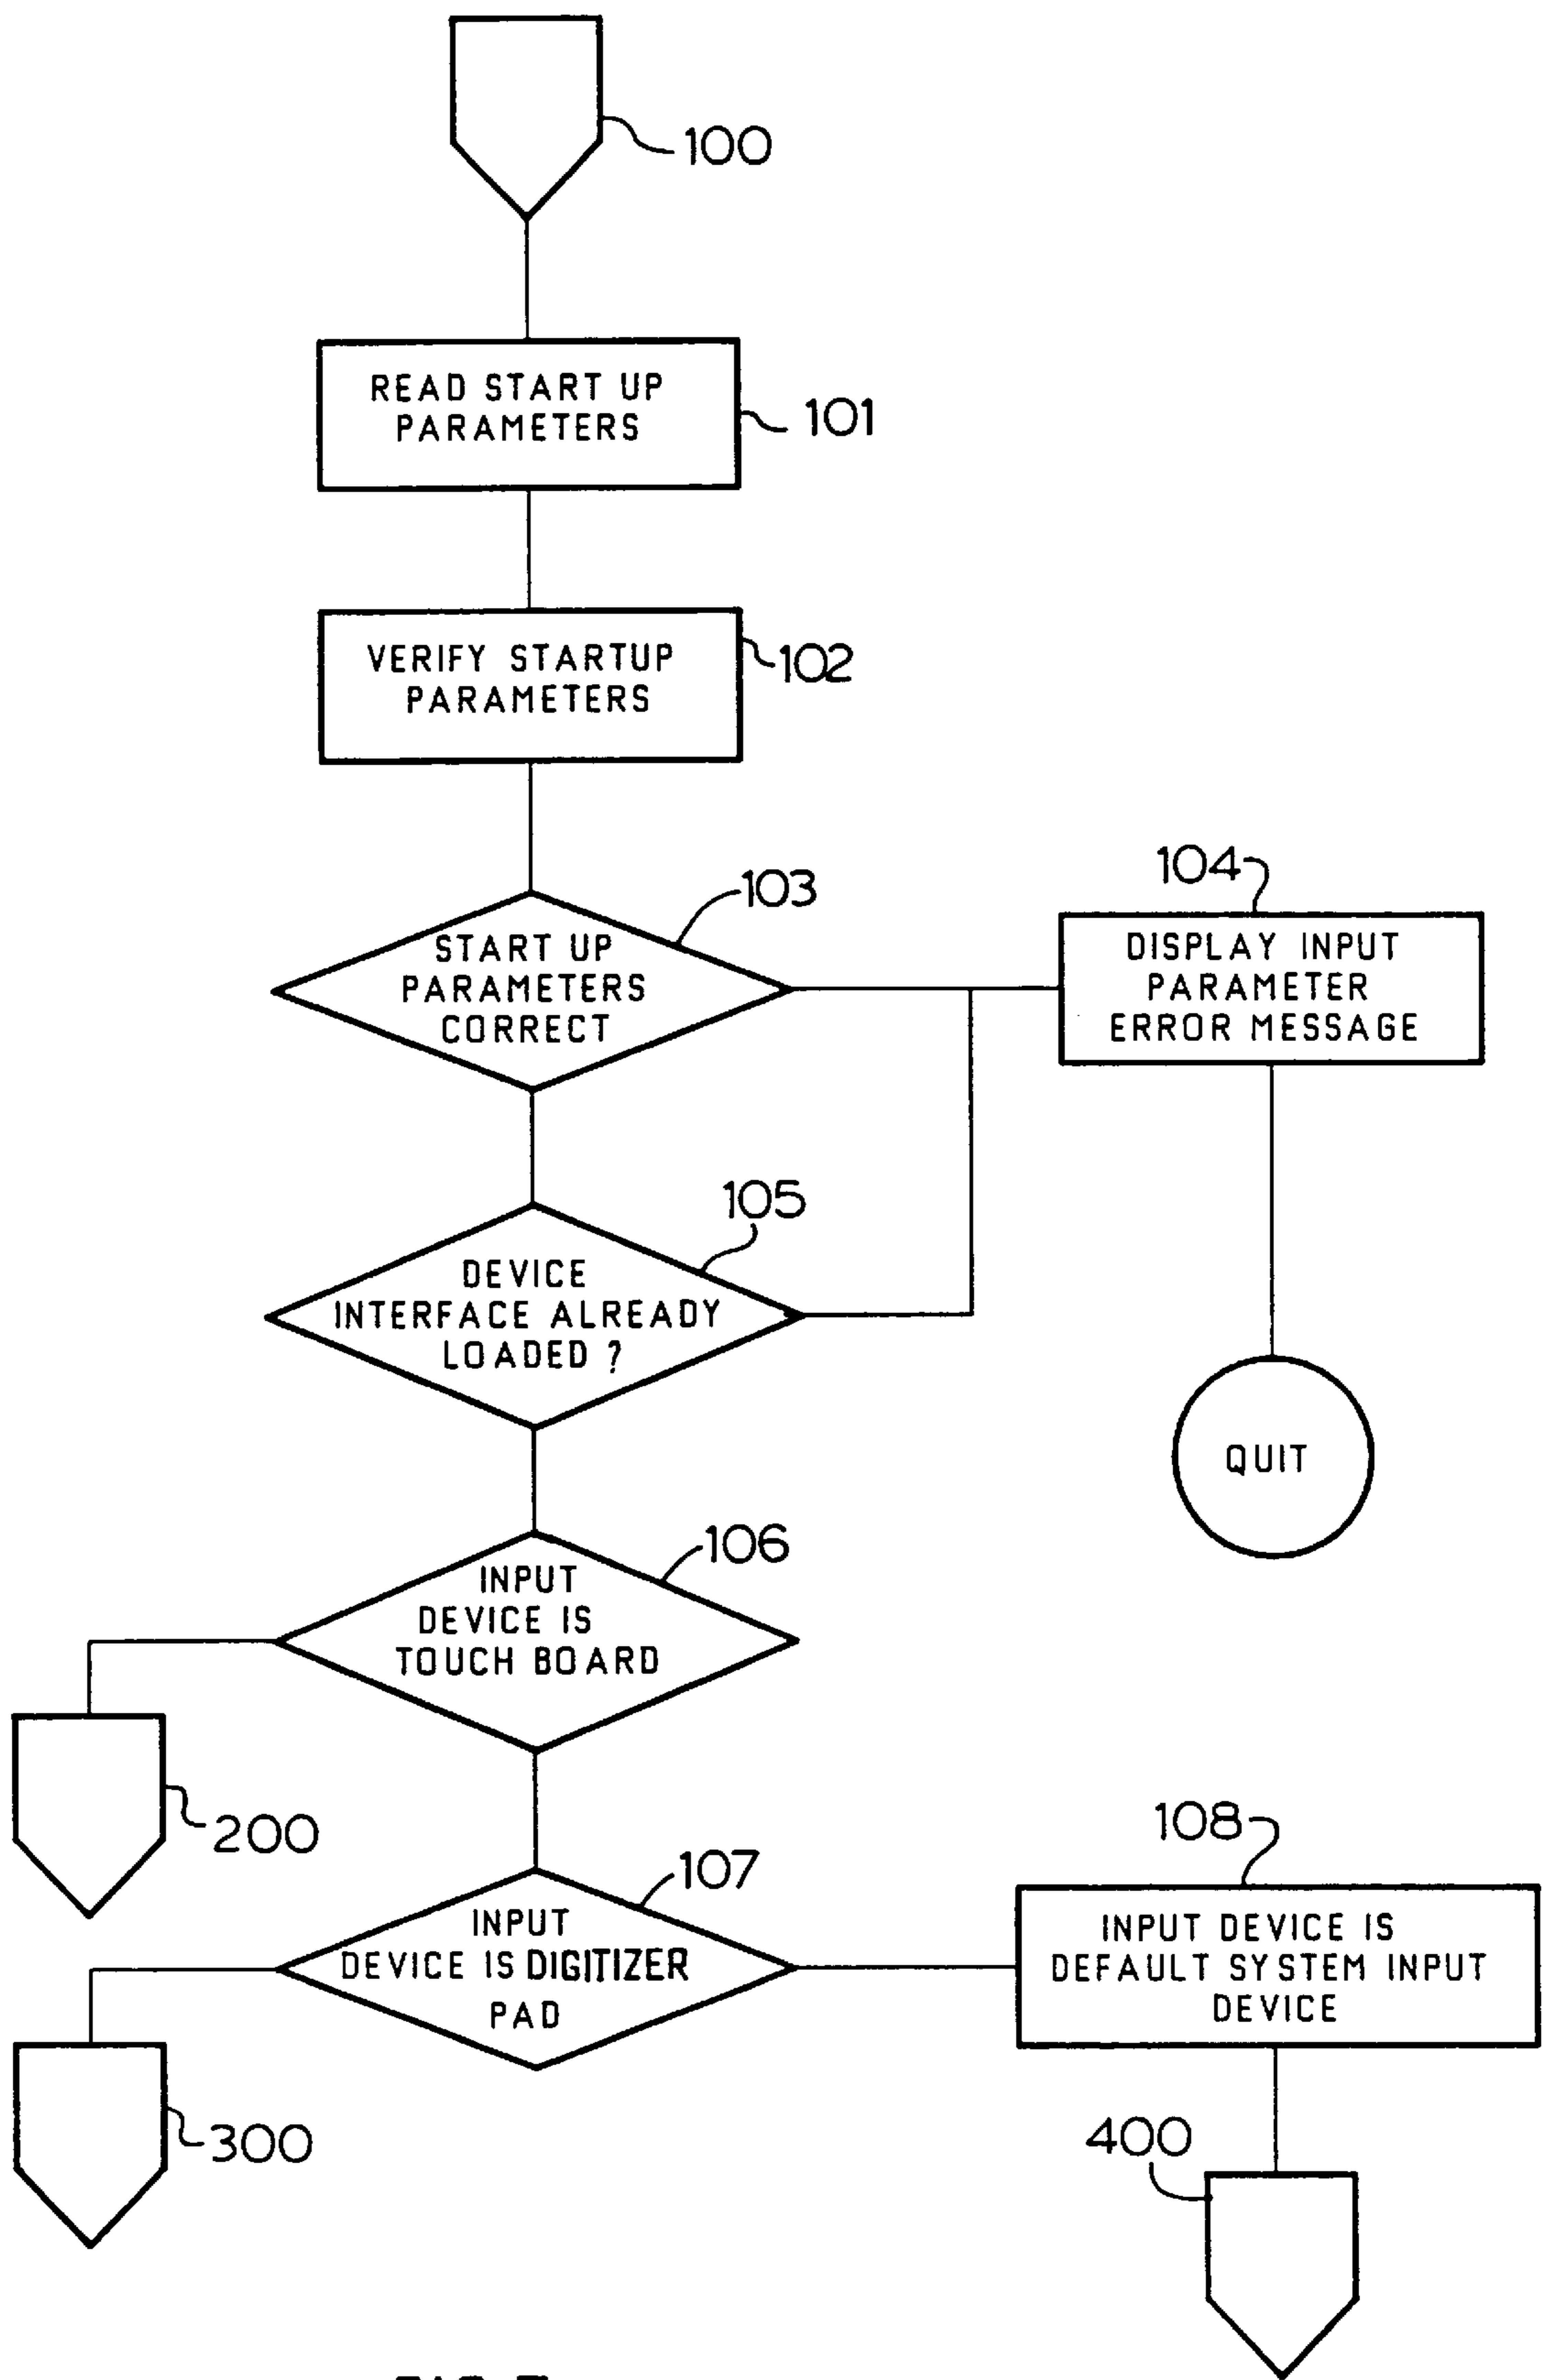 100
READ START UP
PARAMETERS
101
VERIFY STARTUP
PARAMETERS
102
103
START UP
PARAMETERS
CORRECT
104
DISPLAY INPUT
PARAMETER
ERROR MESSAGE
105
DEVICE
INTERFACE ALREADY
LOADED ?
QUIT
106
INPUT
DEVICE IS
TOUCH BOARD
200
107
INPUT
DEVICE IS DIGITIZER
PAD
108
INPUT DEVICE IS
DEFAULT SYSTEM INPUT
DEVICE
300
400